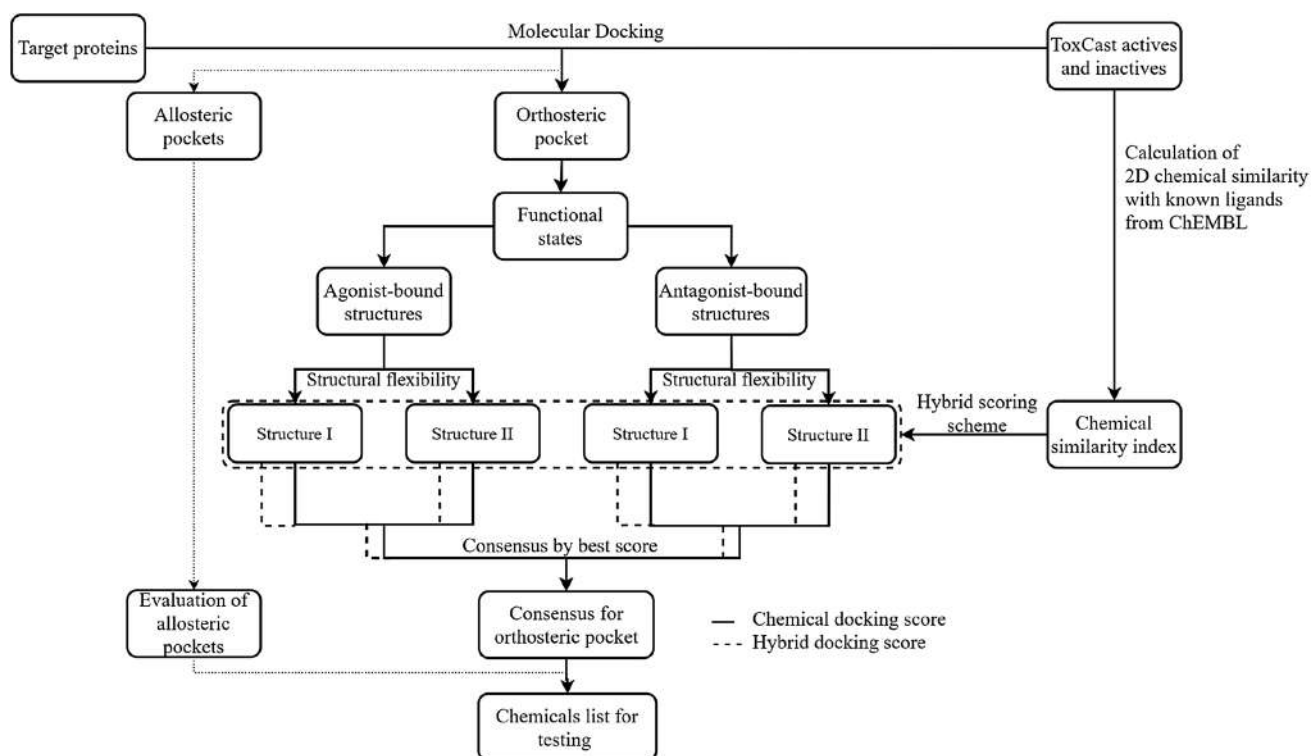 Molecular Docking
Target proteins
ToxCast actives
and inactives
Allosteric
pockets
Orthosteric
pocket
Calculation of
2D chemical similarity
with known ligands
from ChEMBL
Functional
states
Agonist-bound
structures
Antagonist-bound
structures
Structural flexibility
Structural flexibility
Structure I
Structure II
Structure I
Structure II
Hybrid scoring
scheme
Chemical
similarity index
Consensus by best score
Evaluation of
allosteric
pockets
Consensus for
orthosteric pocket
Chemical docking score
Hybrid docking score
Chemicals list for
testing